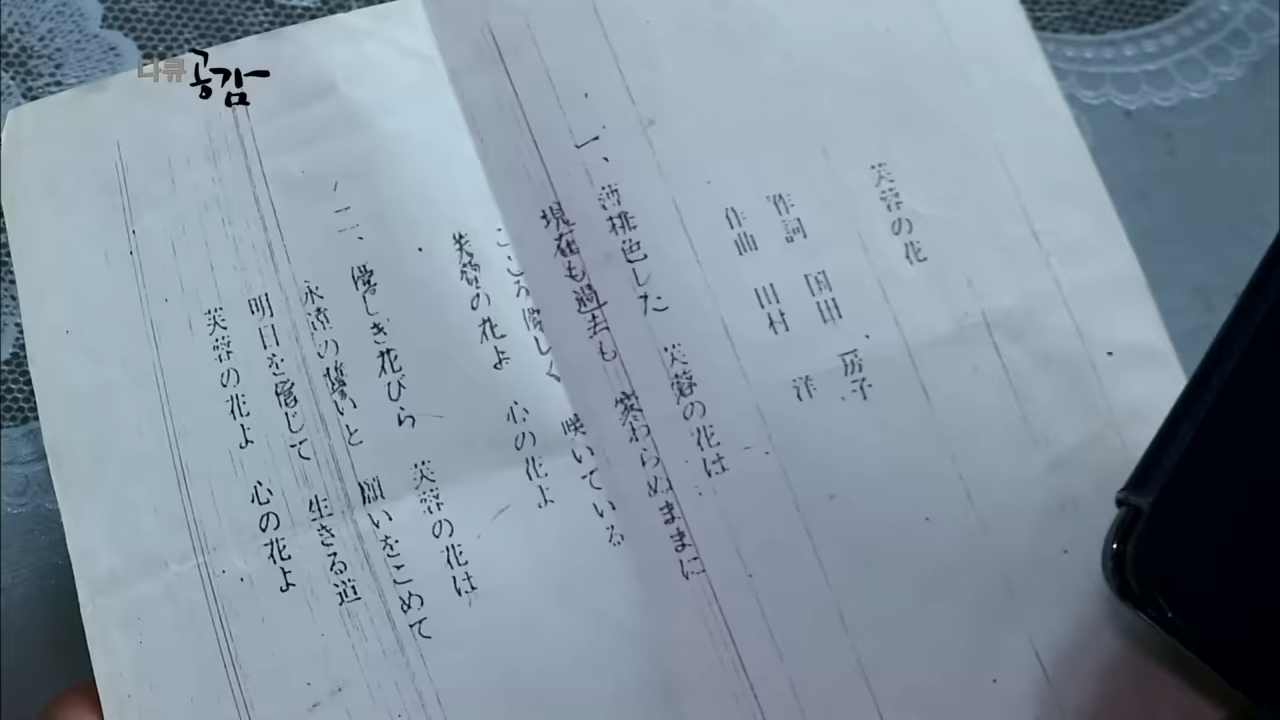 다큐 공감
芙蓉の花
作詞 国田 房子
作曲 田村 洋
一、薄桃色した 芙蓉の花は
現在も過去も 変わらぬままに
こころ優しく 咲いている
芙蓉の花よ 心の花よ
二、優しき花びら 芙蓉の花は
永遠の誓いと 願いをこめて
明日を信じて 生きる道
芙蓉の花よ 心の花よ